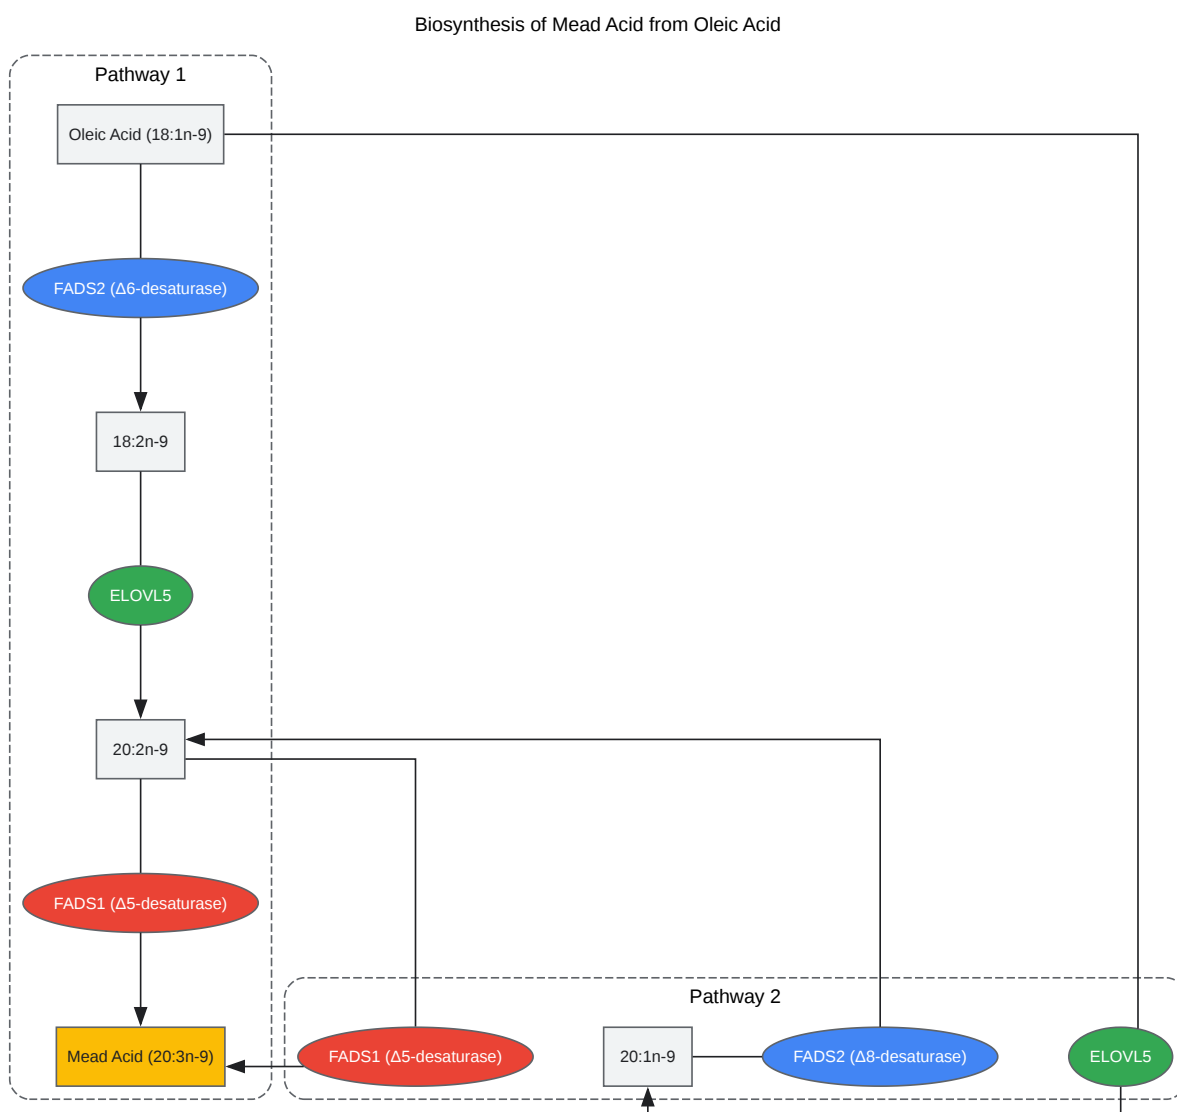 Biosynthesis of Mead Acid from Oleic Acid
Pathway 1
Oleic Acid (18:1n-9)
FADS2 (Δ6-desaturase)
18:2n-9
ELOVL5
20:2n-9
FADS1 (Δ5-desaturase)
Mead Acid (20:3n-9)
Pathway 2
FADS1 (Δ5-desaturase)
20:1n-9
FADS2 (Δ8-desaturase)
ELOVL5